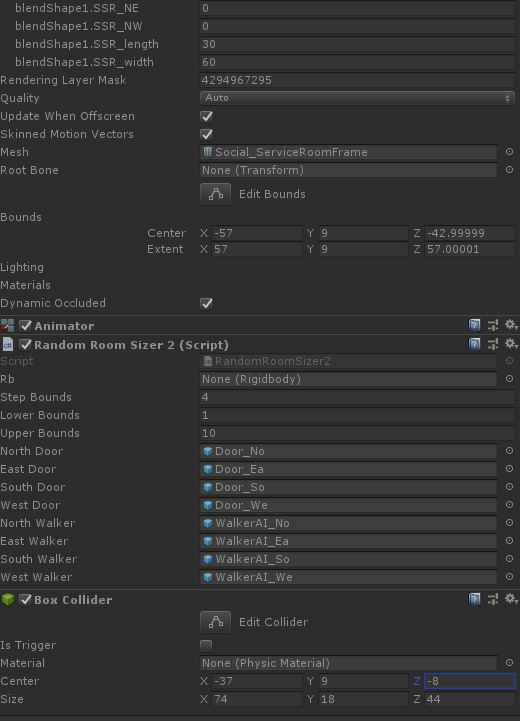 blendShape1.SSR_NE 0
blendShape1.SSR_NW 0
blendShape1.SSR_length 30
blendShape1.SSR_width 60
Rendering Layer Mask 4294967295
Quality Auto
Update When Offscreen
Skinned Motion Vectors
Mesh Social_ServiceRoomFrame
Root Bone None (Transform)
Edit Bounds
Bounds
Center X -57 Y 9 Z -42.99999
Extent X 57 Y 9 Z 57.00001
Lighting
Materials
Dynamic Occluded
Animator
Random Room Sizer 2 (Script)
Script RandomRoomSizer2
Rb None (Rigidbody)
Step Bounds 4
Lower Bounds 1
Upper Bounds 10
North Door Door_No
East Door Door_Ea
South Door Door_So
West Door Door_We
North Walker WalkerAI_No
East Walker WalkerAI_Ea
South Walker WalkerAI_So
West Walker WalkerAI_We
Box Collider
Edit Collider
Is Trigger
Material None (Physic Material)
Center X -37 Y 9 Z -8
Size X 74 Y 18 Z 44